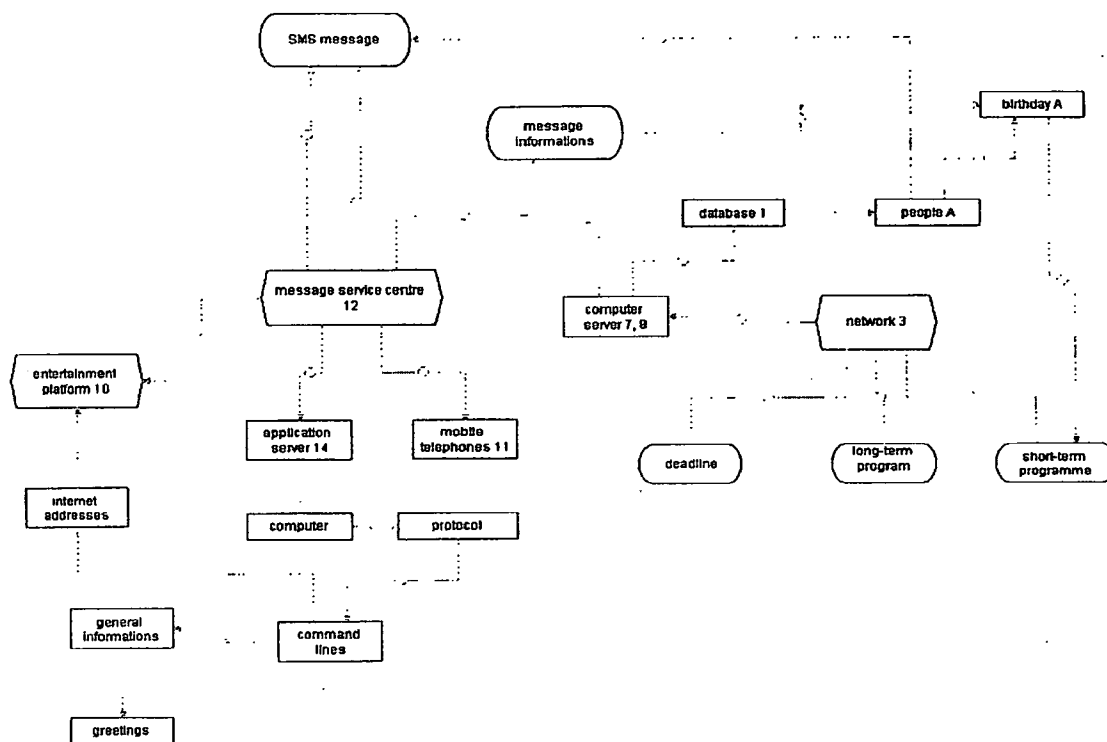 SMS message
birthday A
message
informations
database 1
people A
message service centre
12
computer
server 7, 9
network 3
entertainment
platform 10
application
server 14
mobile
telephones 11
deadline
long-term
program
short-term
programme
internet
addresses
computer
protocol
general
informations
command
lines
greetings